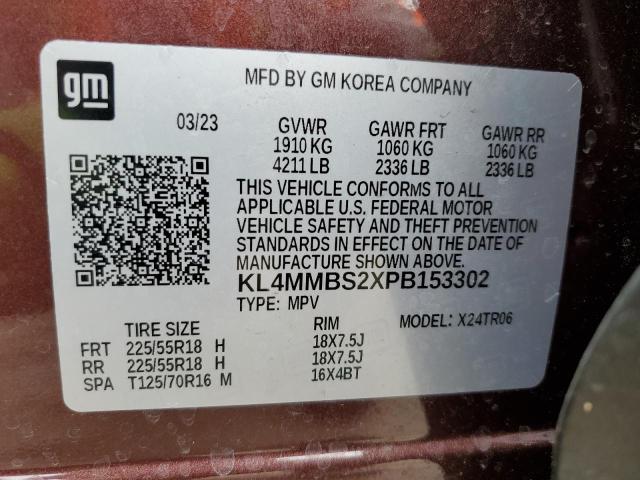 gm
MFD BY GM KOREA COMPANY
03/23 GVWR GAWR FRT GAWR RR
1910 KG 1060 KG 1060 KG
4211 LB 2336 LB 2336 LB
THIS VEHICLE CONFORMS TO ALL
APPLICABLE U.S. FEDERAL MOTOR
VEHICLE SAFETY AND THEFT PREVENTION
STANDARDS IN EFFECT ON THE DATE OF
MANUFACTURE SHOWN ABOVE.
KL4MMBS2XPB153302
TYPE: MPV
TIRE SIZE RIM MODEL: X24TR06
FRT 225/55R18 H 18X7.5J
RR 225/55R18 H 18X7.5J
SPA T125/70R16 M 16X4BT